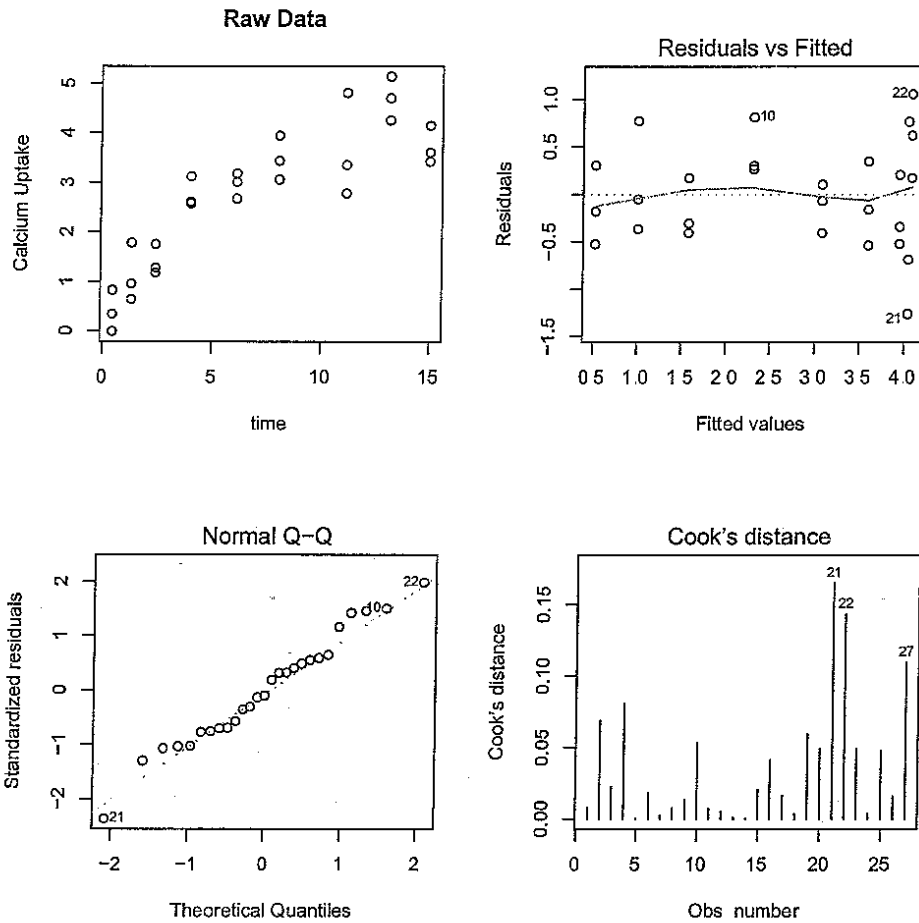 Raw Data
Calcium Uptake
5
4
3
2
1
0
0 5 10 15
time
Residuals vs Fitted
Residuals
1.0
0.5
−0.5
−1.5
22
10
21
0 5 1 0 1 5 2 0 2 5 3 0 3 5 4 0
Fitted values
Normal Q−Q
Standardized residuals
2
1
0
−1
−2
22
10
21
−2 −1 0 1 2
Theoretical Quantiles
Cook's distance
Cook's distance
0.15
0.10
0.05
0.00
21
22
27
0 5 10 15 20 25
Obs number